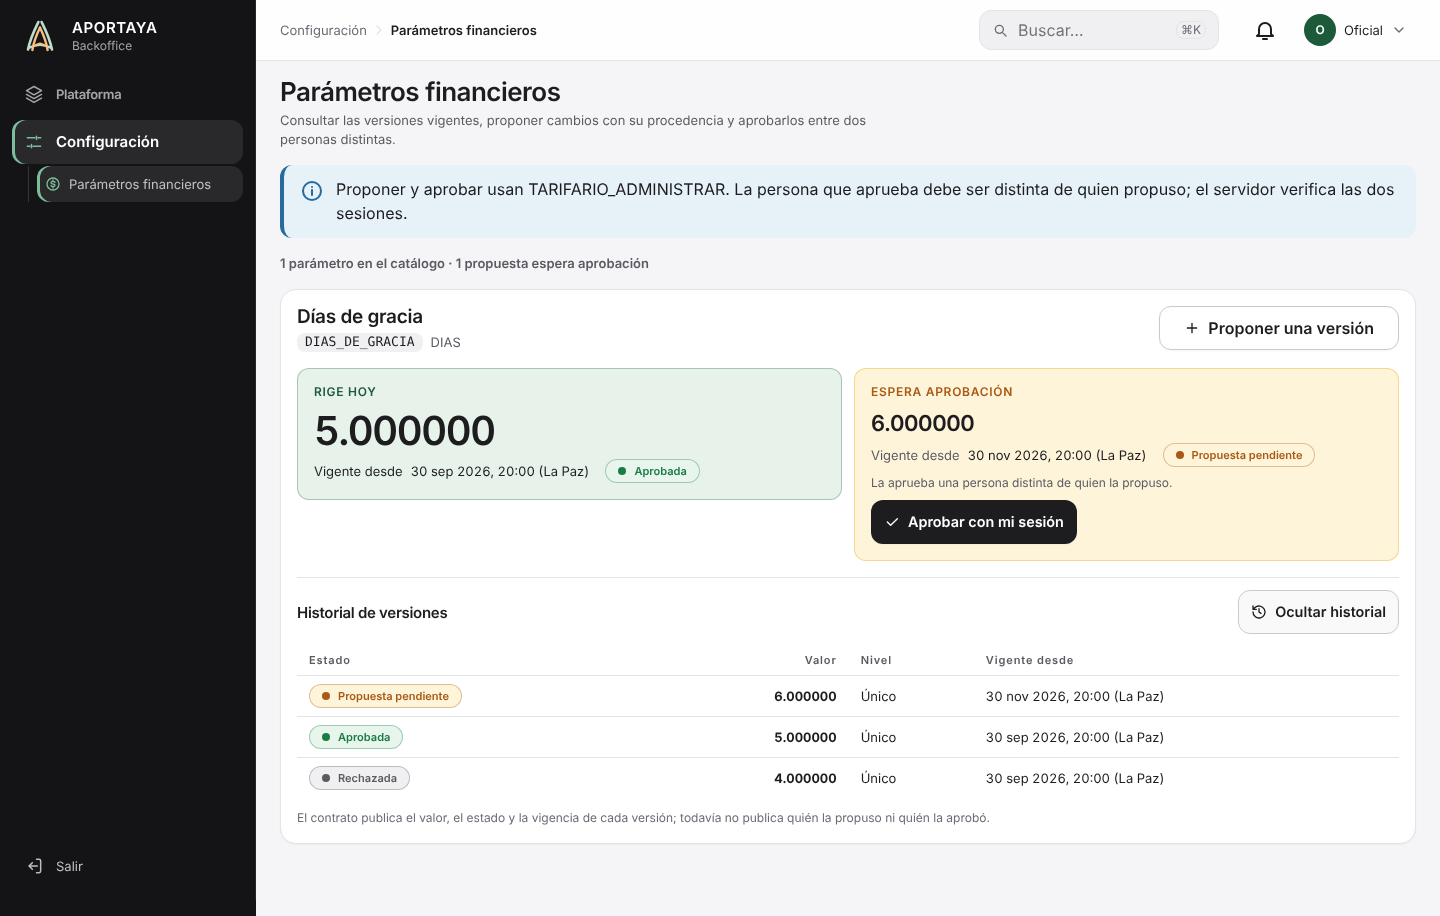 APORTAYA
Backoffice
Plataforma
Configuración
Parámetros financieros
Salir
Configuración > Parámetros financieros
Buscar...
⌘K
O
Oficial
Parámetros financieros
Consultar las versiones vigentes, proponer cambios con su procedencia y aprobarlos entre dos
personas distintas.
Proponer y aprobar usan TARIFARIO_ADMINISTRAR. La persona que aprueba debe ser distinta de quien propuso; el servidor verifica las dos
sesiones.
1 parámetro en el catálogo · 1 propuesta espera aprobación
Días de gracia
DIAS_DE_GRACIA DIAS
Proponer una versión
RIGE HOY
5.000000
Vigente desde 30 sep 2026, 20:00 (La Paz) Aprobada
ESPERA APROBACIÓN
6.000000
Vigente desde 30 nov 2026, 20:00 (La Paz) Propuesta pendiente
La aprueba una persona distinta de quien la propuso.
Aprobar con mi sesión
Historial de versiones
Ocultar historial
Estado Valor Nivel Vigente desde
Propuesta pendiente 6.000000 Único 30 nov 2026, 20:00 (La Paz)
Aprobada 5.000000 Único 30 sep 2026, 20:00 (La Paz)
Rechazada 4.000000 Único 30 sep 2026, 20:00 (La Paz)
El contrato publica el valor, el estado y la vigencia de cada versión; todavía no publica quién la propuso ni quién la aprobó.